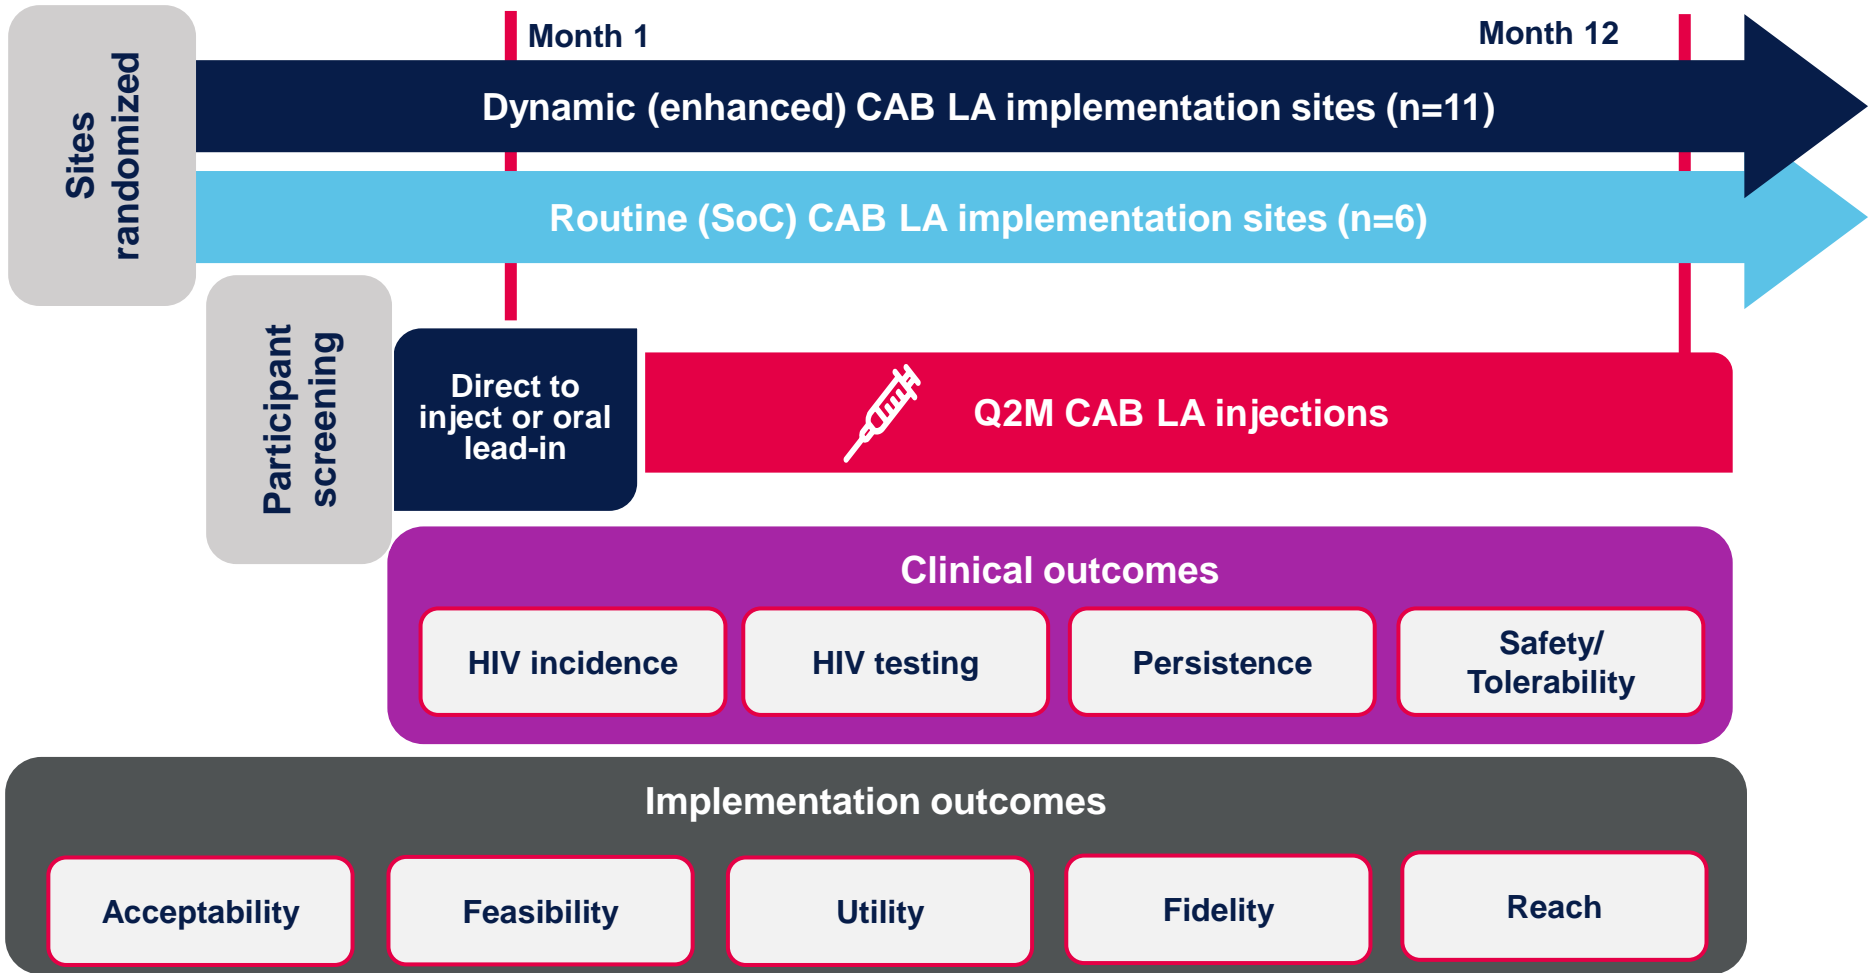 Month 1
Month 12
Sites
randomized
Dynamic (enhanced) CAB LA implementation sites (n=11)
Routine (SoC) CAB LA implementation sites (n=6)
Participant
screening
Direct to
inject or oral
lead-in
Q2M CAB LA injections
Clinical outcomes
HIV incidence
HIV testing
Persistence
Safety/
Tolerability
Implementation outcomes
Acceptability
Feasibility
Utility
Fidelity
Reach